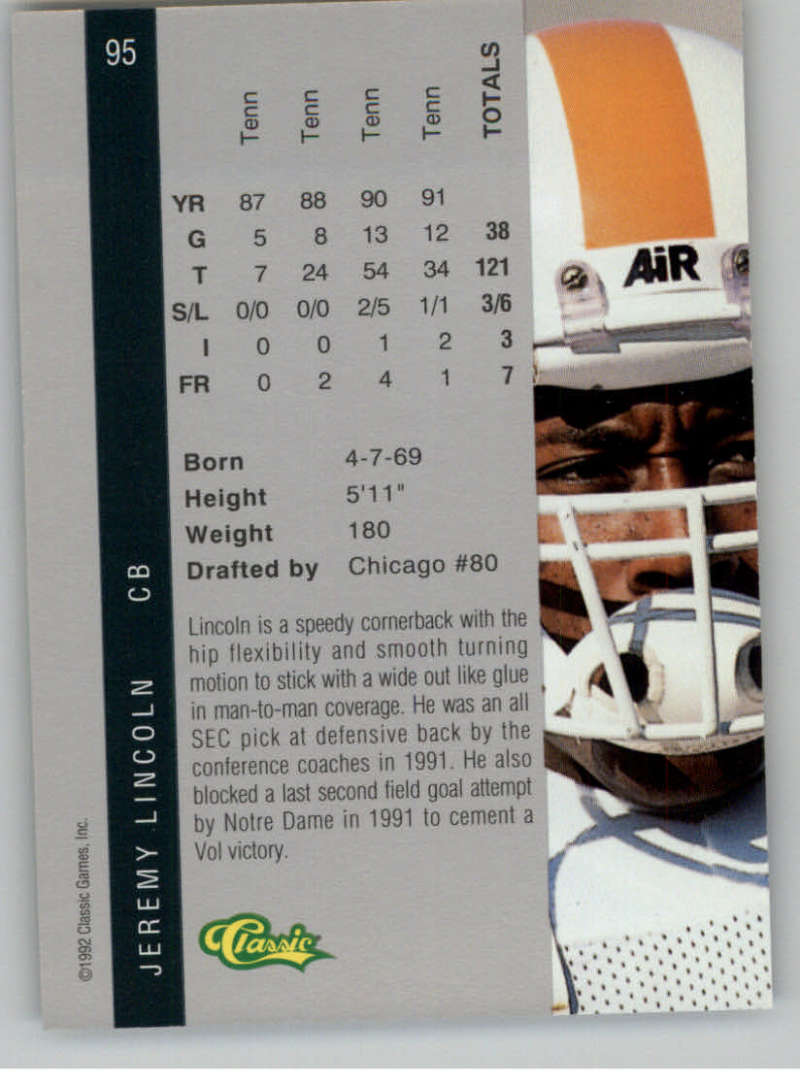 95
JEREMY LINCOLN CB
©1992 Classic Games, Inc.
Tenn Tenn Tenn Tenn TOTALS
YR 87 88 90 91
G 5 8 13 12 38
T 7 24 54 34 121
S/L 0/0 0/0 2/5 1/1 3/6
I 0 0 1 2 3
FR 0 2 4 1 7
Born 4-7-69
Height 5'11"
Weight 180
Drafted by Chicago #80
Lincoln is a speedy cornerback with the
hip flexibility and smooth turning
motion to stick with a wide out like glue
in man-to-man coverage. He was an all
SEC pick at defensive back by the
conference coaches in 1991. He also
blocked a last second field goal attempt
by Notre Dame in 1991 to cement a
Vol victory.
Classic
AiR